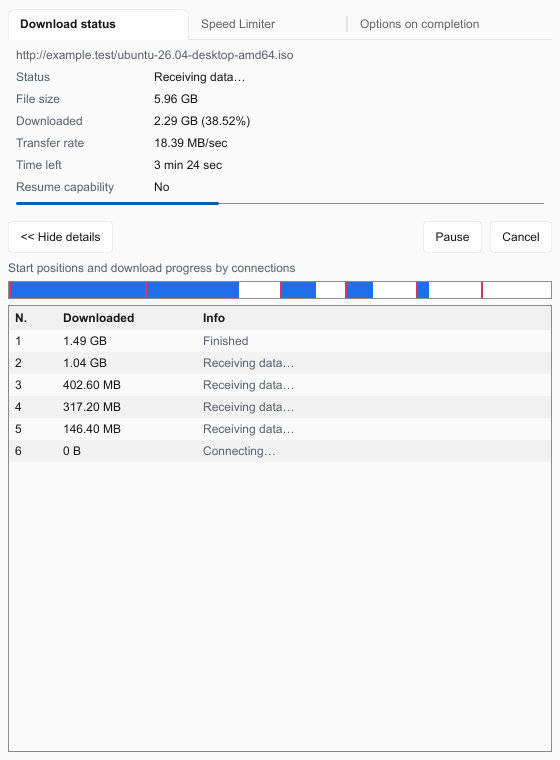 Download status Speed Limiter Options on completion
http://example.test/ubuntu-26.04-desktop-amd64.iso
Status Receiving data…
File size 5.96 GB
Downloaded 2.29 GB (38.52%)
Transfer rate 18.39 MB/sec
Time left 3 min 24 sec
Resume capability No
<< Hide details Pause Cancel
Start positions and download progress by connections
N. Downloaded Info
1 1.49 GB Finished
2 1.04 GB Receiving data…
3 402.60 MB Receiving data…
4 317.20 MB Receiving data…
5 146.40 MB Receiving data…
6 0 B Connecting…